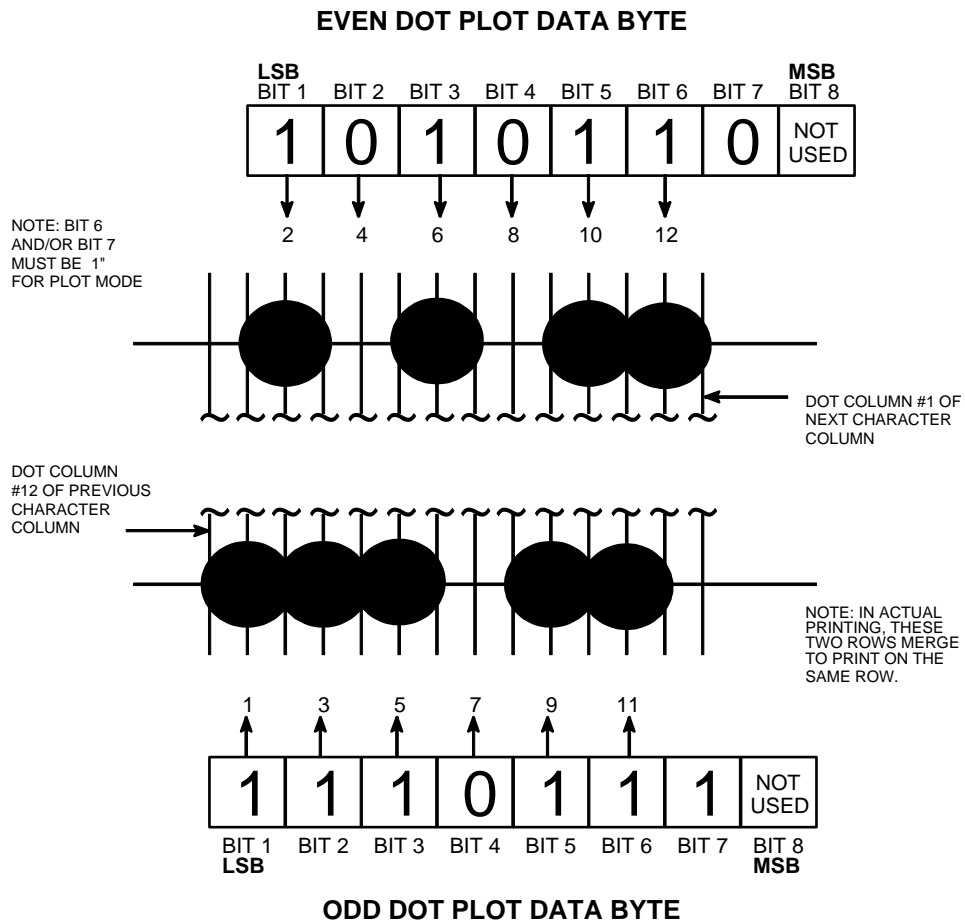 EVEN DOT PLOT DATA BYTE
LSB MSB
BIT 1 BIT 2 BIT 3 BIT 4 BIT 5 BIT 6 BIT 7 BIT 8
1 0 1 0 1 1 0 NOT
USED
2 4 6 8 10 12
NOTE: BIT 6
AND/OR BIT 7
MUST BE 1"
FOR PLOT MODE
DOT COLUMN #1 OF
NEXT CHARACTER
COLUMN
DOT COLUMN
#12 OF PREVIOUS
CHARACTER
COLUMN
NOTE: IN ACTUAL
PRINTING, THESE
TWO ROWS MERGE
TO PRINT ON THE
SAME ROW.
1 3 5 7 9 11
1 1 1 0 1 1 1 NOT
USED
BIT 1 BIT 2 BIT 3 BIT 4 BIT 5 BIT 6 BIT 7 BIT 8
LSB MSB
ODD DOT PLOT DATA BYTE